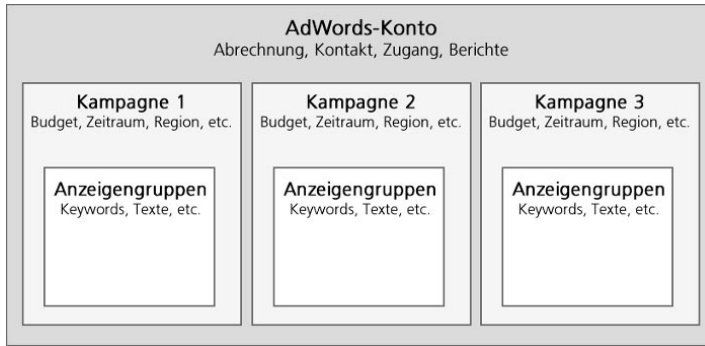 AdWords-Konto
Abrechnung, Kontakt, Zugang, Berichte
Kampagne 1
Budget, Zeitraum, Region, etc.
Anzeigengruppen
Keywords, Texte, etc.
Kampagne 2
Budget, Zeitraum, Region, etc.
Anzeigengruppen
Keywords, Texte, etc.
Kampagne 3
Budget, Zeitraum, Region, etc.
Anzeigengruppen
Keywords, Texte, etc.